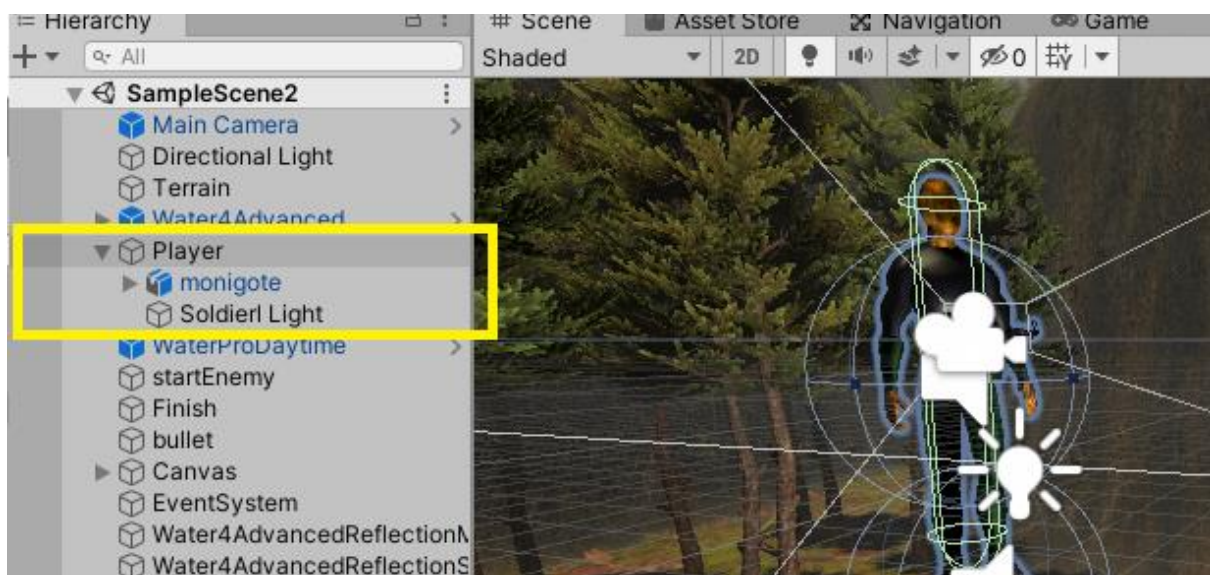 Hierarchy
All
SampleScene2
Main Camera
Directional Light
Terrain
Water4Advanced
Player
monigote
Soldierl Light
WaterProDaytime
startEnemy
Finish
bullet
Canvas
EventSystem
Water4AdvancedReflectionM
Water4AdvancedReflectionS
Scene Asset Store Navigation Game
Shaded 2D 0